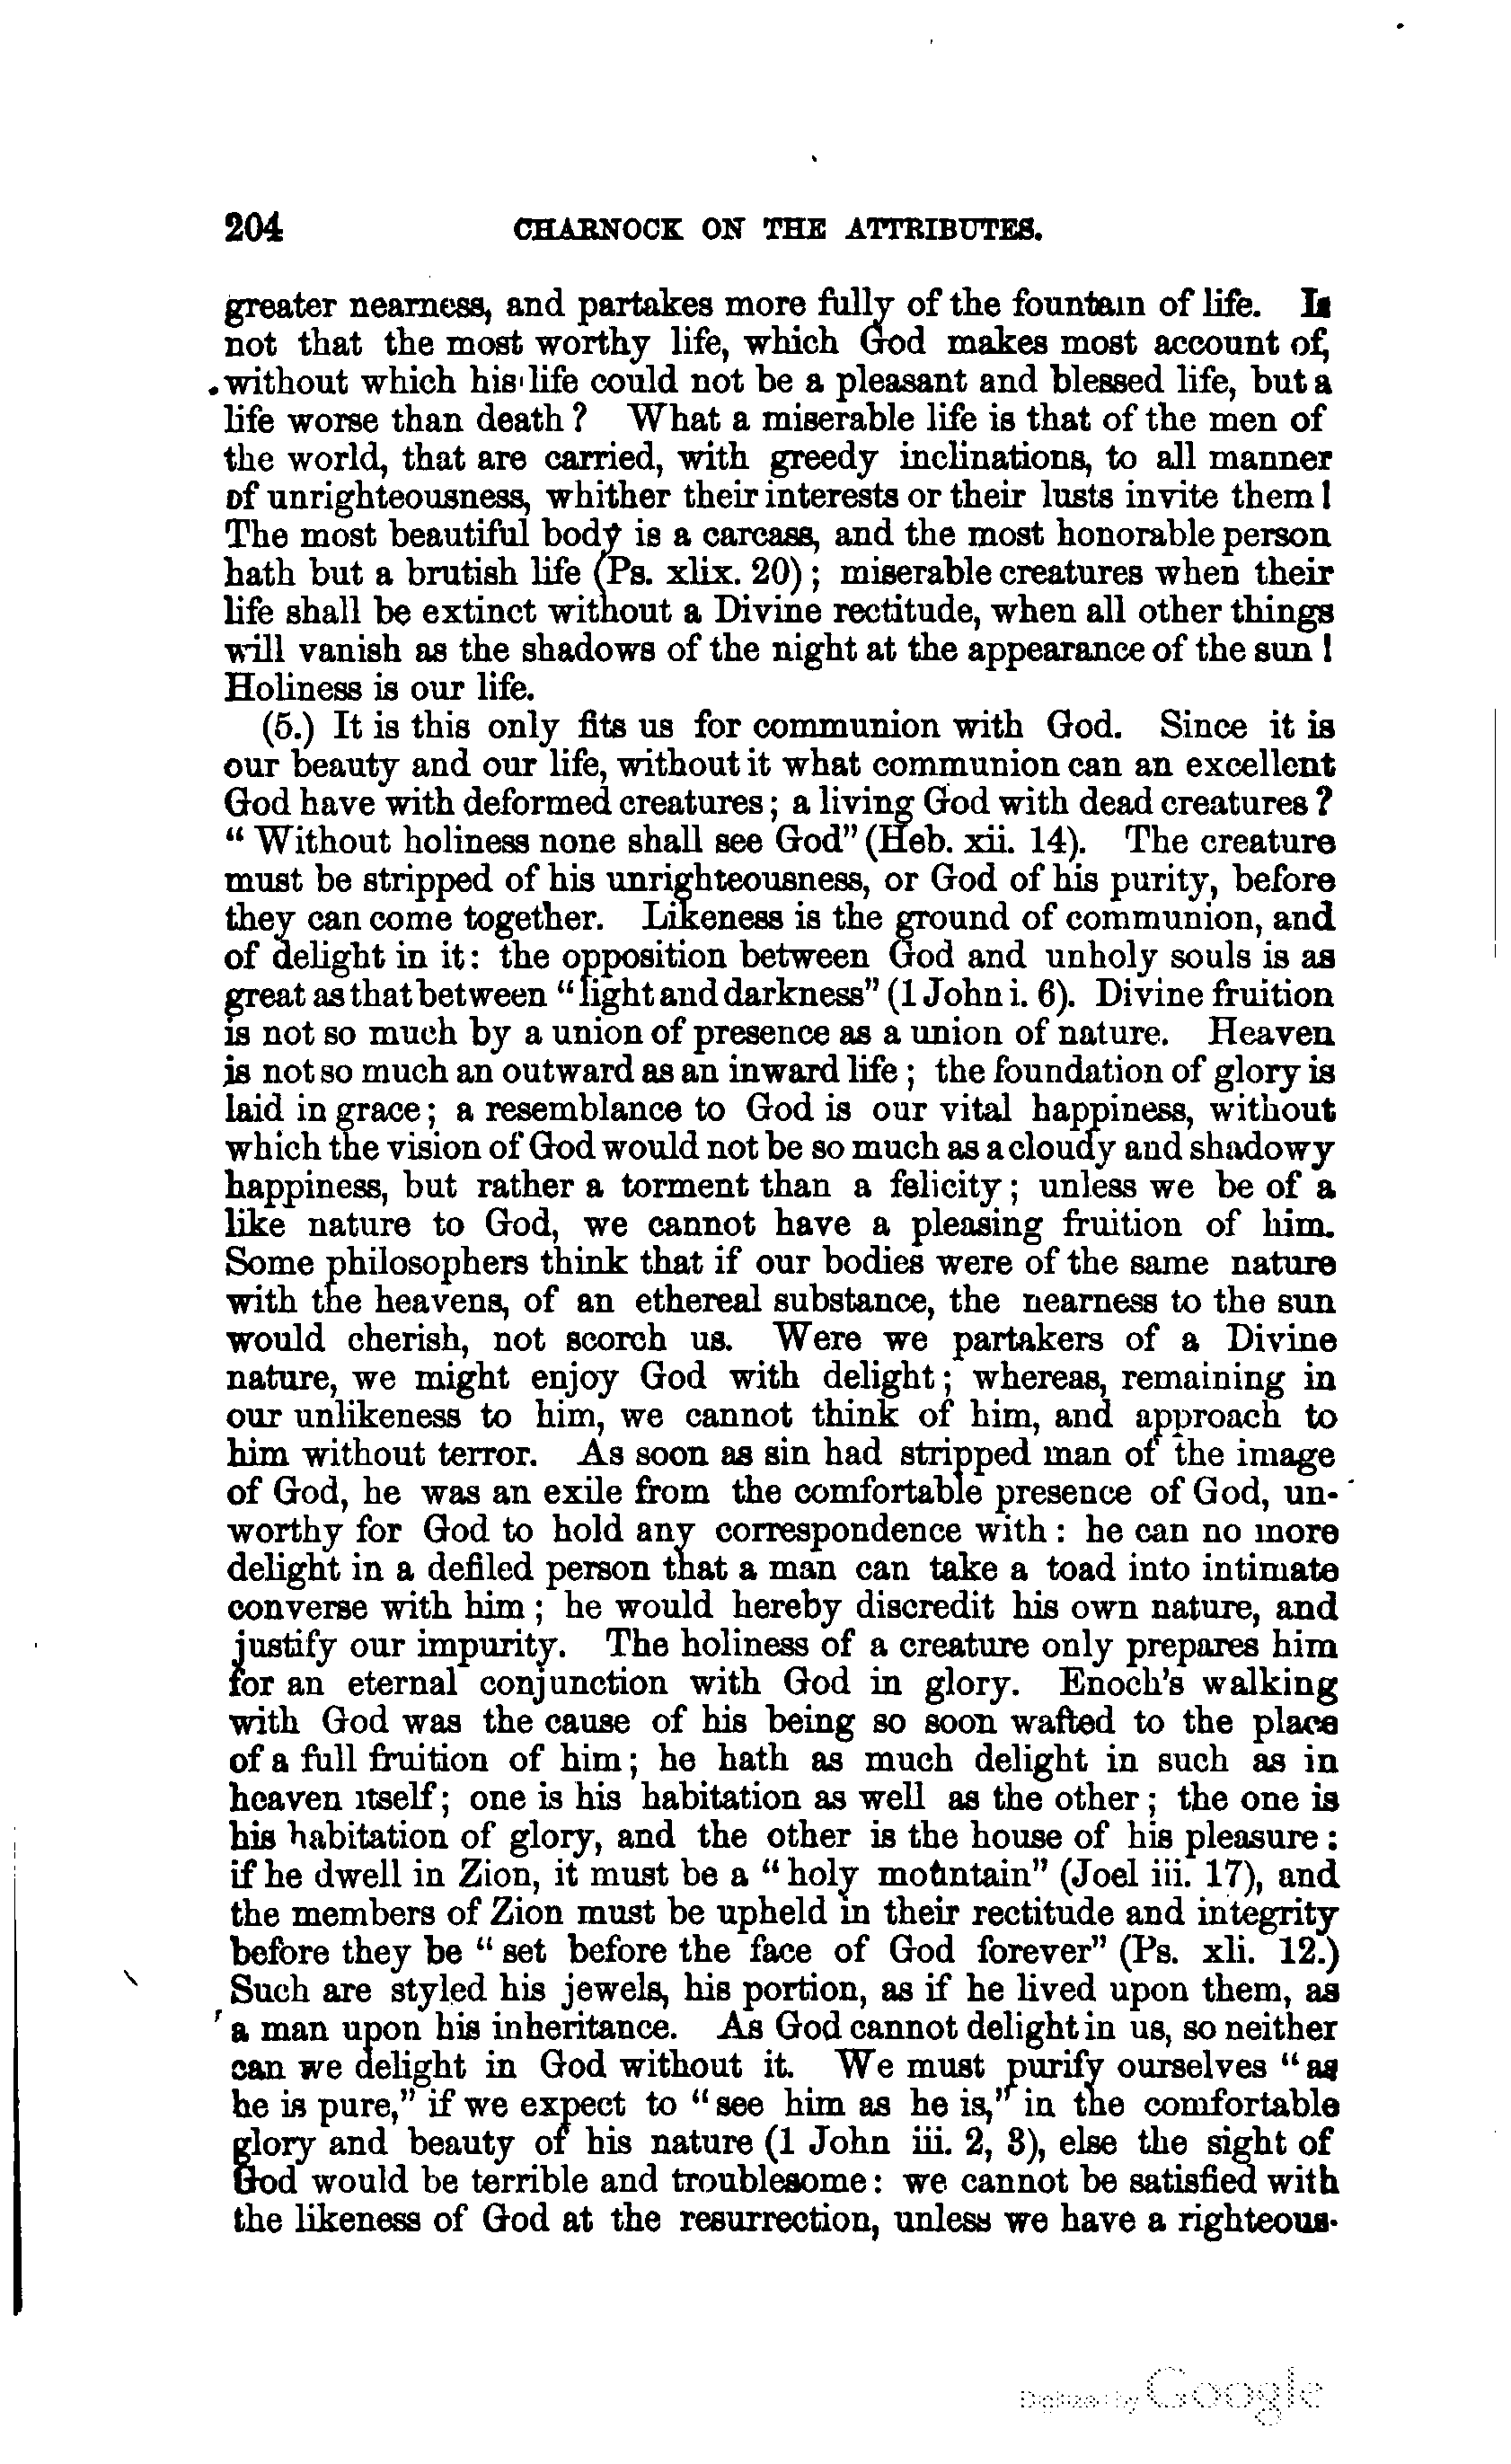 204 CHARNOCK ON THE ATTRIBUTES.
greater nearness, and partakes more fully of the fountain of life. Is
not that the most worthy life, which God makes most account of,
without which his life could not be a pleasant and blessed life, but a
life worse than death? What a miserable life is that of the men of
the world, that are carried, with greedy inclinations, to all manner
of unrighteousness, whither their interests or their lusts invite them!
The most beautiful body is a carcass, and the most honorable person
hath but a brutish life (Ps. xlix. 20); miserable creatures when their
life shall be extinct without a Divine rectitude, when all other things
will vanish as the shadows of the night at the appearance of the sun!
Holiness is our life.
(5.) It is this only fits us for communion with God. Since it is
our beauty and our life, without it what communion can an excellent
God have with deformed creatures; a living God with dead creatures?
“Without holiness none shall see God” (Heb. xii. 14). The creature
must be stripped of his unrighteousness, or God of his purity, before
they can come together. Likeness is the ground of communion, and
of delight in it: the opposition between God and unholy souls is as
great as that between “light and darkness” (1 John i. 6). Divine fruition
is not so much by a union of presence as a union of nature. Heaven
is not so much an outward as an inward life; the foundation of glory is
laid in grace; a resemblance to God is our vital happiness, without
which the vision of God would not be so much as a cloudy and shadowy
happiness, but rather a torment than a felicity; unless we be of a
like nature to God, we cannot have a pleasing fruition of him.
Some philosophers think that if our bodies were of the same nature
with the heavens, of an ethereal substance, the nearness to the sun
would cherish, not scorch us. Were we partakers of a Divine
nature, we might enjoy God with delight; whereas, remaining in
our unlikeness to him, we cannot think of him, and approach to
him without terror. As soon as sin had stripped man of the image
of God, he was an exile from the comfortable presence of God, un-
worthy for God to hold any correspondence with: he can no more
delight in a defiled person that a man can take a toad into intimate
converse with him; he would hereby discredit his own nature, and
justify our impurity. The holiness of a creature only prepares him
for an eternal conjunction with God in glory. Enoch's walking
with God was the cause of his being so soon wafted to the place
of a full fruition of him; he hath as much delight in such as in
heaven itself; one is his habitation as well as the other; the one is
his habitation of glory, and the other is the house of his pleasure:
if he dwell in Zion, it must be a “holy mountain” (Joel iii. 17), and
the members of Zion must be upheld in their rectitude and integrity
before they be “set before the face of God forever” (Ps. xli. 12.)
Such are styled his jewels, his portion, as if he lived upon them, as
a man upon his inheritance. As God cannot delight in us, so neither
can we delight in God without it. We must purify ourselves “as
he is pure,” if we expect to “see him as he is,” in the comfortable
glory and beauty of his nature (1 John iii. 2, 3), else the sight of
God would be terrible and troublesome: we cannot be satisfied with
the likeness of God at the resurrection, unless we have a righteous-
Digitized by Google